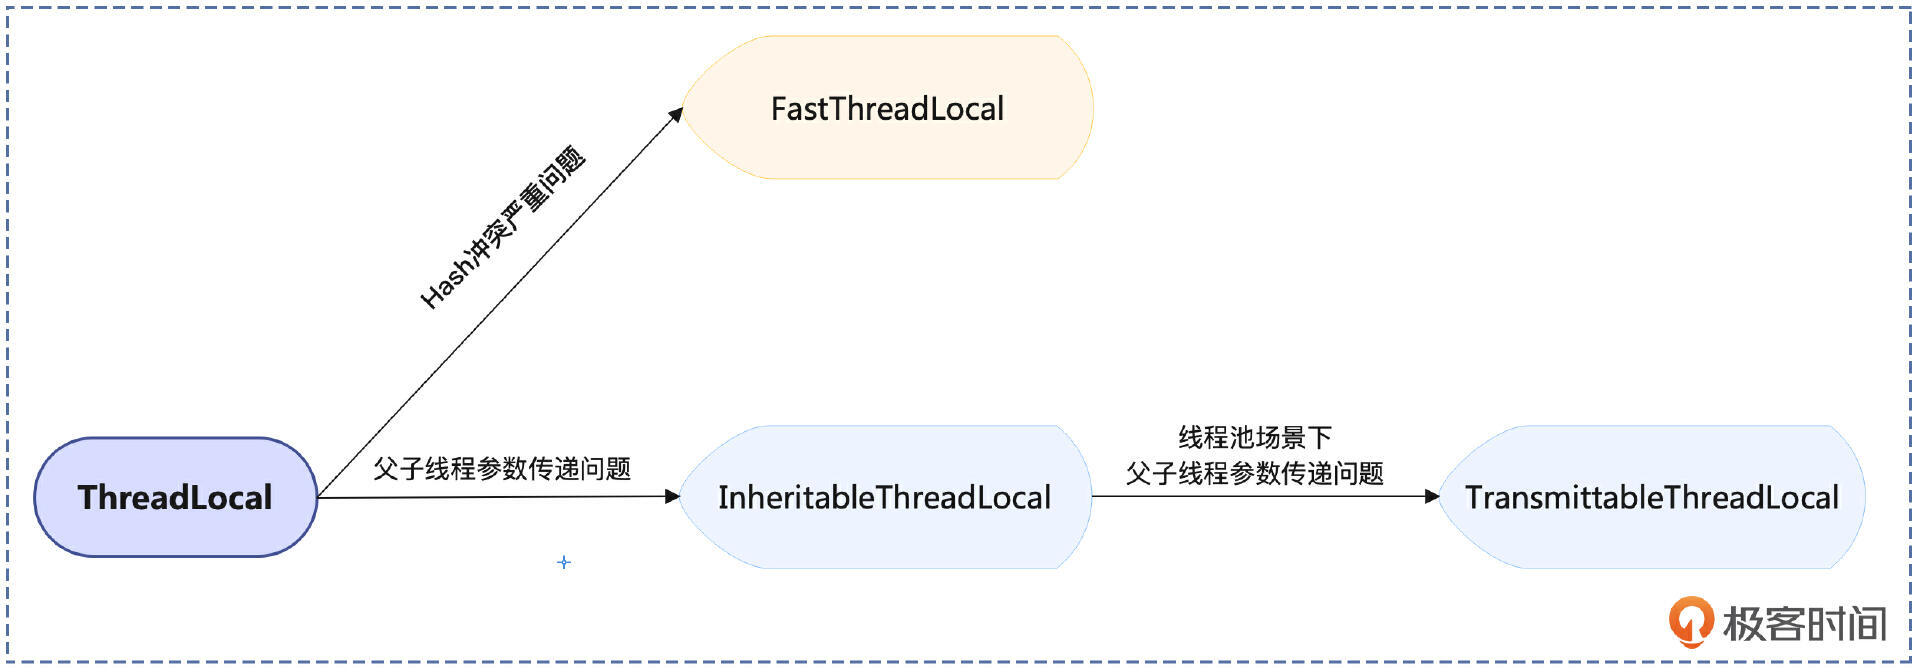 FastThreadLocal
Hash冲突严重问题
ThreadLocal
父子线程参数传递问题
InheritableThreadLocal
线程池场景下
父子线程参数传递问题
TransmittableThreadLocal
极客时间